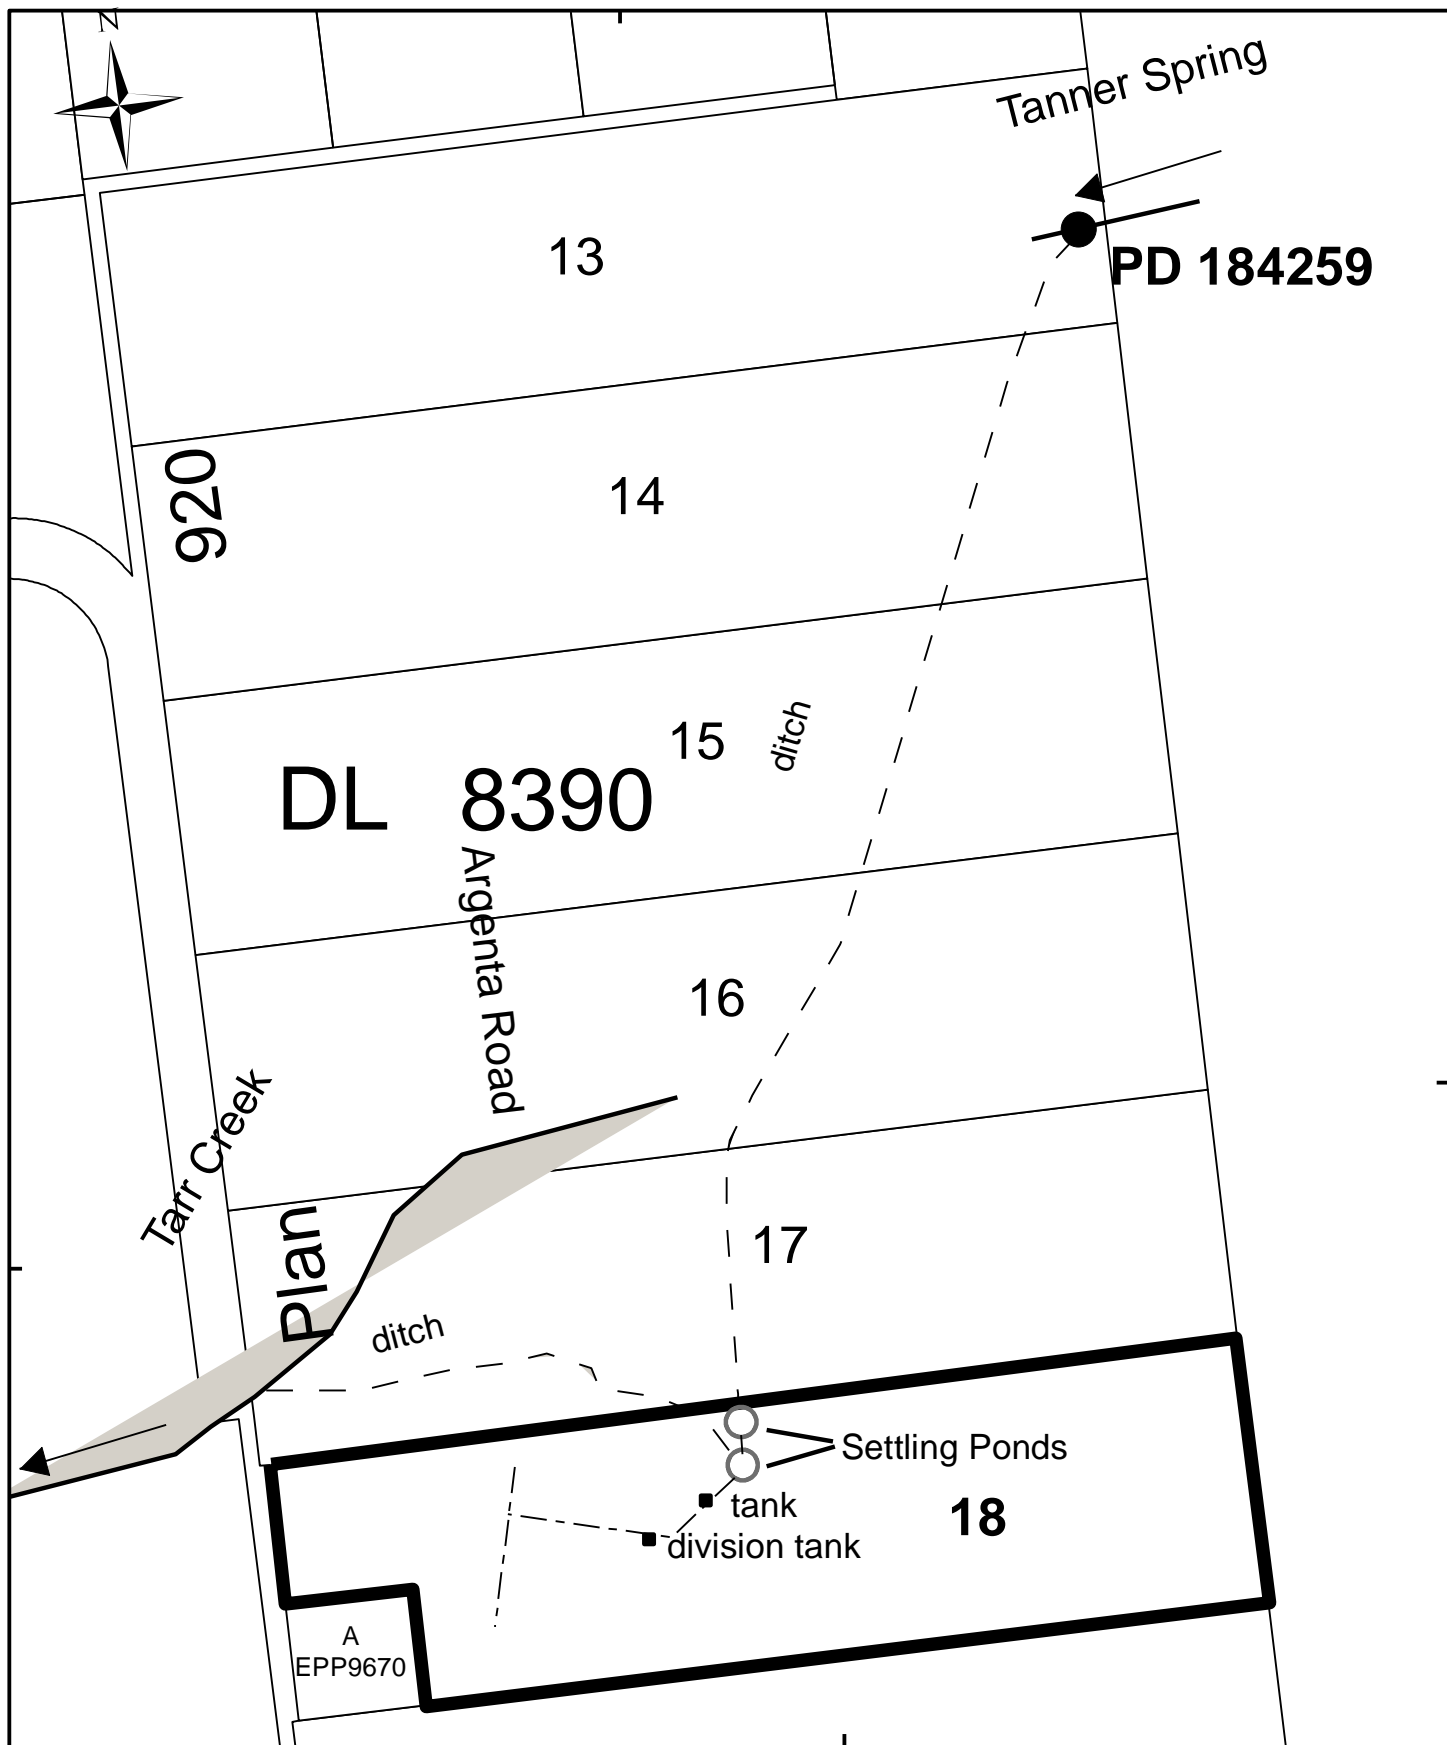 N
Tanner Spring
PD 184259
13
14
920
15
ditch
DL 8390
Argenta Road
16
Tarr Creek
Plan
17
ditch
Settling Ponds
tank
18
division tank
A
EPP9670